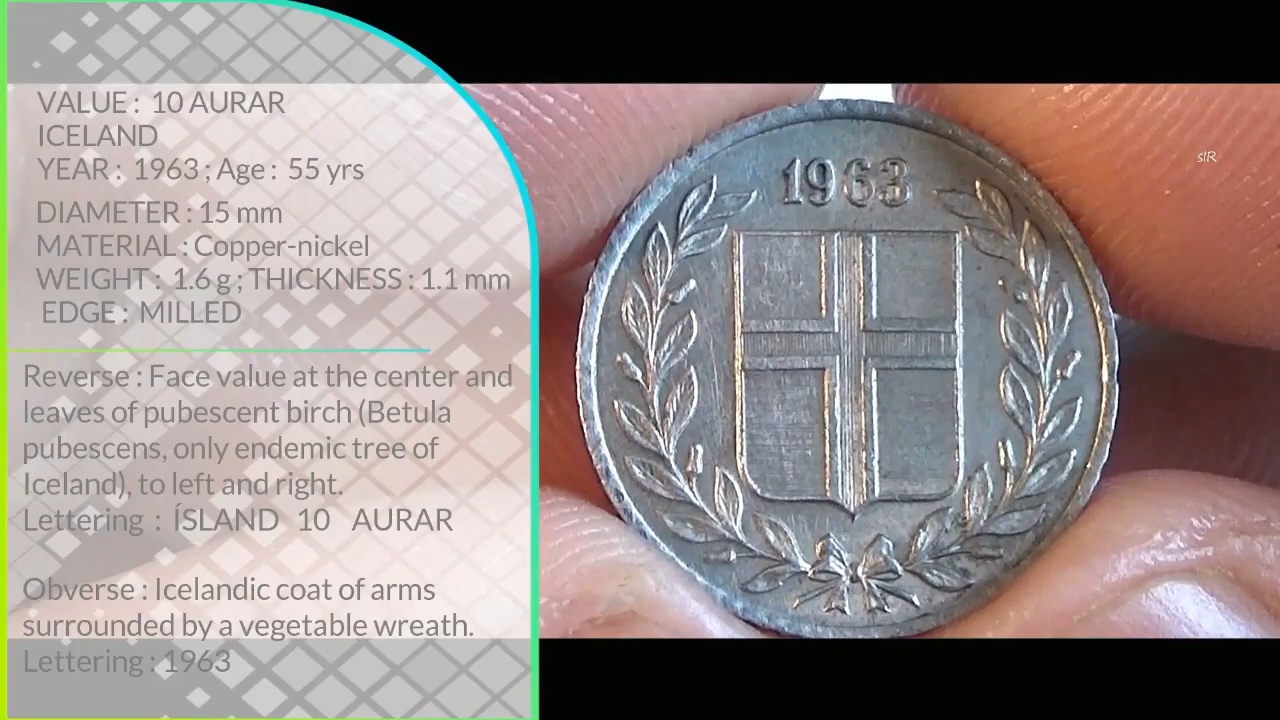 VALUE : 10 AURAR
ICELAND
YEAR : 1963 ; Age : 55 yrs
DIAMETER : 15 mm
MATERIAL : Copper-nickel
WEIGHT : 1.6 g ; THICKNESS : 1.1 mm
EDGE : MILLED
Reverse : Face value at the center and
leaves of pubescent birch (Betula
pubescens, only endemic tree of
Iceland), to left and right.
Lettering : ÍSLAND 10 AURAR
Obverse : Icelandic coat of arms
surrounded by a vegetable wreath.
Lettering : 1963
1963
sIR